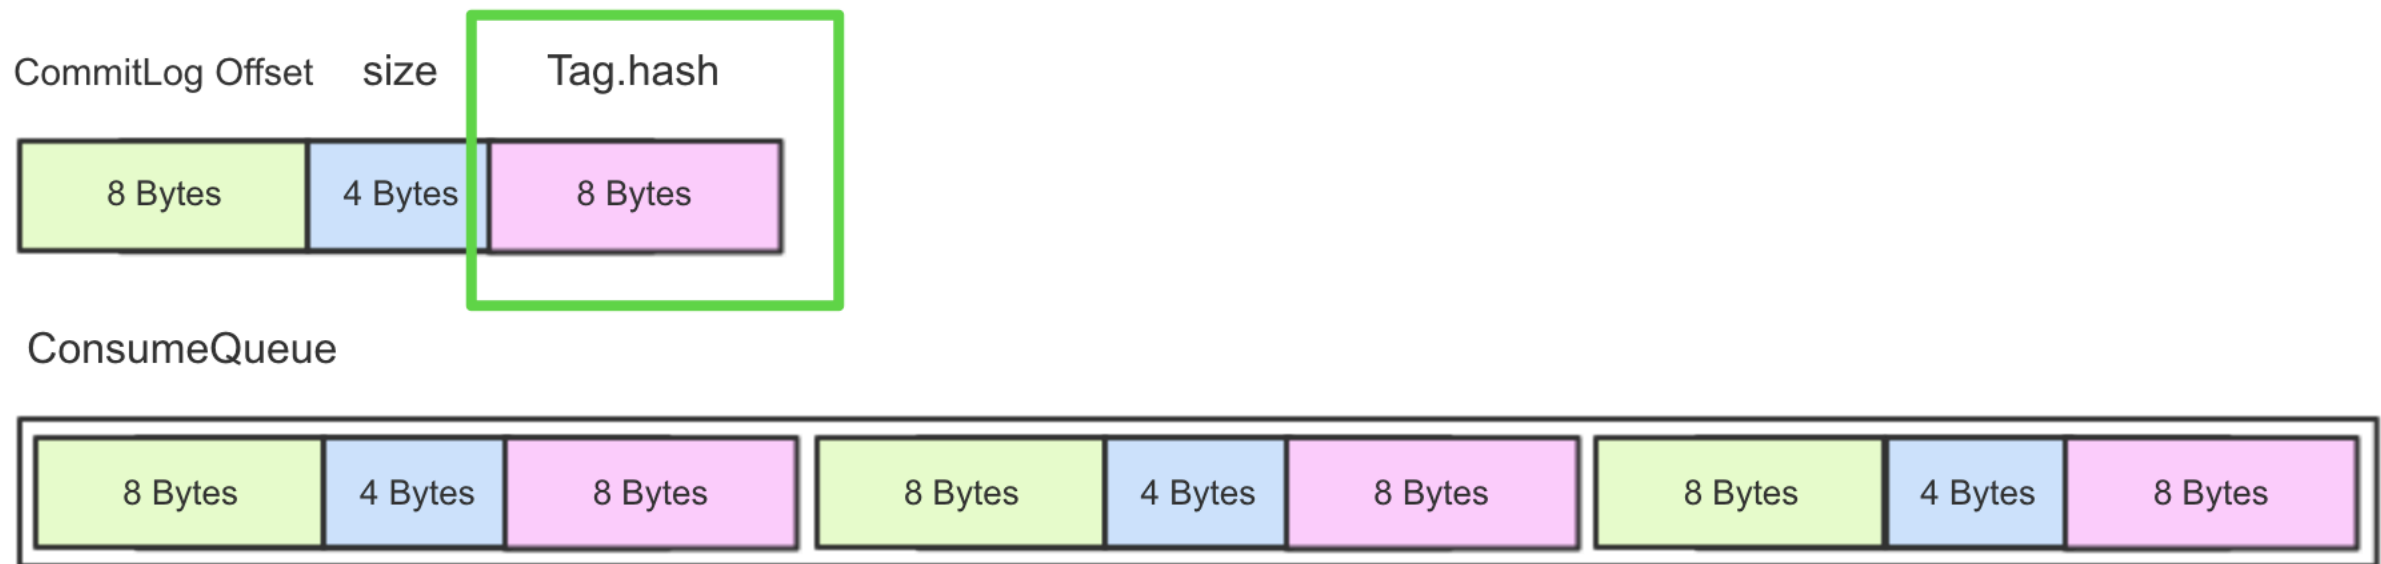 CommitLog Offset size Tag.hash
8 Bytes 4 Bytes 8 Bytes
ConsumeQueue
8 Bytes 4 Bytes 8 Bytes 8 Bytes 4 Bytes 8 Bytes 8 Bytes 4 Bytes 8 Bytes